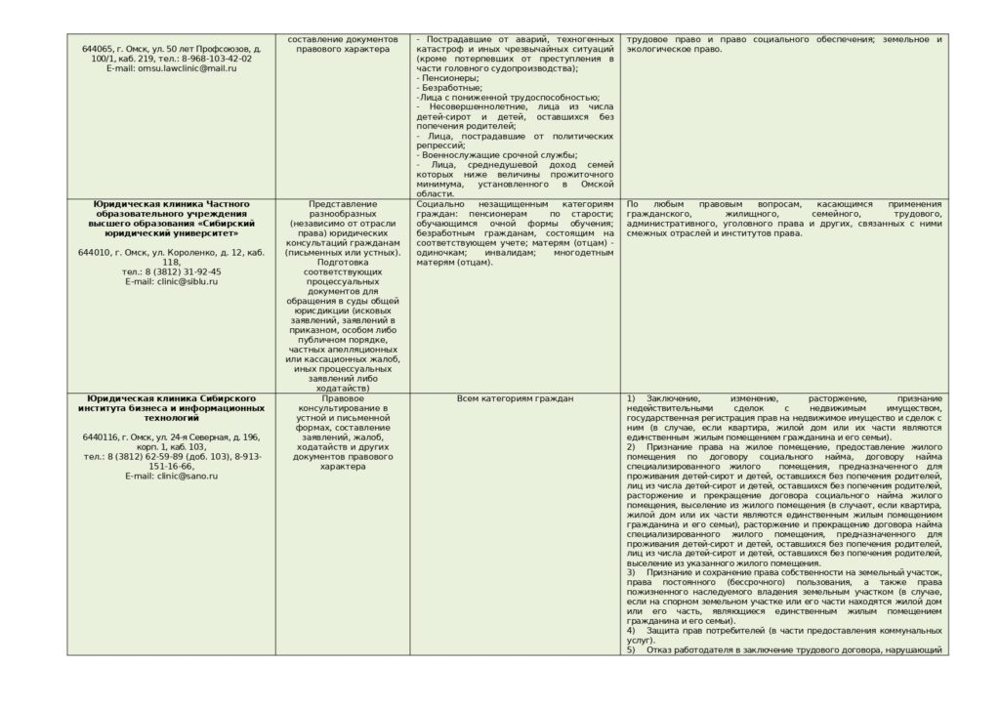 644065, г. Омск, ул. 50 лет Профсоюзов, д.
100/1, каб. 219, тел.: 8-968-103-42-02
E-mail: omsu.lawclinic@mail.ru
составление документов
правового характера
- Пострадавшие от аварий, техногенных
катастроф и иных чрезвычайных ситуаций
(кроме потерпевших от преступления в
части головного судопроизводства);
- Пенсионеры;
- Безработные;
-Лица с пониженной трудоспособностью;
- Несовершеннолетние, лица из числа
детей-сирот и детей, оставшихся без
попечения родителей;
- Лица, пострадавшие от политических
репрессий;
- Военнослужащие срочной службы;
- Лица, среднедушевой доход семей
которых ниже величины прожиточного
минимума, установленного в Омской
области.
трудовое право и право социального обеспечения; земельное и
экологическое право.
Юридическая клиника Частного
образовательного учреждения
высшего образования «Сибирский
юридический университет»
644010, г. Омск, ул. Короленко, д. 12, каб.
118,
тел.: 8 (3812) 31-92-45
E-mail: clinic@siblu.ru
Представление
разнообразных
(независимо от отрасли
права) юридических
консультаций гражданам
(письменных или устных).
Подготовка
соответствующих
процессуальных
документов для
обращения в суды общей
юрисдикции (исковых
заявлений, заявлений в
приказном, особом либо
публичном порядке,
частных апелляционных
или кассационных жалоб,
иных процессуальных
заявлений либо
ходатайств)
Социально незащищенным категориям
граждан: пенсионерам по старости;
обучающимся очной формы обучения;
безработным гражданам, состоящим на
соответствующем учете; матерям (отцам) -
одиночкам; инвалидам; многодетным
матерям (отцам).
По любым правовым вопросам, касающимся применения
гражданского, жилищного, семейного, трудового,
административного, уголовного права и других, связанных с ними
смежных отраслей и институтов права.
Юридическая клиника Сибирского
института бизнеса и информационных
технологий
6440116, г. Омск, ул. 24-я Северная, д. 196,
корп. 1, каб. 103,
тел.: 8 (3812) 62-59-89 (доб. 103), 8-913-
151-16-66,
E-mail: clinic@sano.ru
Правовое
консультирование в
устной и письменной
формах, составление
заявлений, жалоб,
ходатайств и других
документов правового
характера
Всем категориям граждан
1) Заключение, изменение, расторжение, признание
недействительными сделок с недвижимым имуществом,
государственная регистрация прав на недвижимое имущество и сделок с
ним (в случае, если квартира, жилой дом или их части являются
единственным жилым помещением гражданина и его семьи).
2) Признание права на жилое помещение, предоставление жилого
помещения по договору социального найма, договору найма
специализированного жилого помещения, предназначенного для
проживания детей-сирот и детей, оставшихся без попечения родителей,
лиц из числа детей-сирот и детей, оставшихся без попечения родителей,
расторжение и прекращение договора социального найма жилого
помещения, выселение из жилого помещения (в случает, если квартира,
жилой дом или их части являются единственным жилым помещением
гражданина и его семьи), расторжение и прекращение договора найма
специализированного жилого помещения, предназначенного для
проживания детей-сирот и детей, оставшихся без попечения родителей,
лиц из числа детей-сирот и детей, оставшихся без попечения родителей,
выселение из указанного жилого помещения.
3) Признание и сохранение права собственности на земельный участок,
права постоянного (бессрочного) пользования, а также права
пожизненного наследуемого владения земельным участком (в случае,
если на спорном земельном участке или его части находятся жилой дом
или его часть, являющиеся единственным жилым помещением
гражданина и его семьи).
4) Защита прав потребителей (в части предоставления коммунальных
услуг).
5) Отказ работодателя в заключение трудового договора, нарушающий